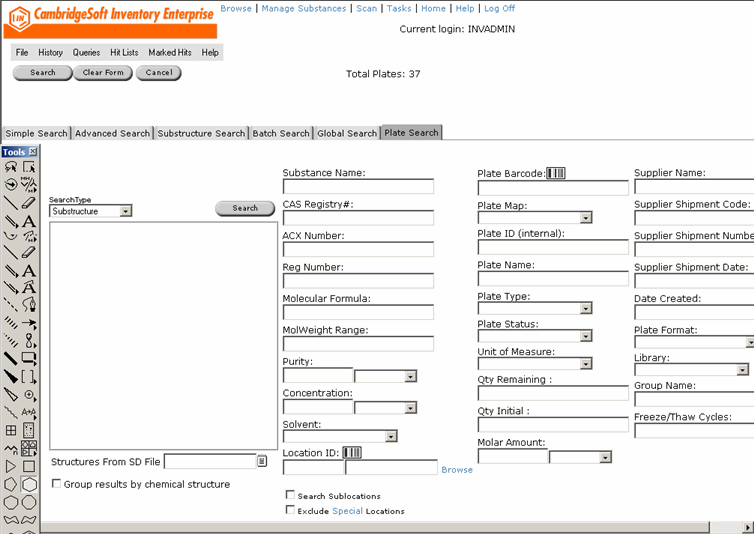 CambridgeSoft Inventory Enterprise
Browse | Manage Substances | Scan | Tasks | Home | Help | Log Off
Current login: INVADMIN
File History Queries Hit Lists Marked Hits Help
Search Clear Form Cancel
Total Plates: 37
Simple Search Advanced Search Substructure Search Batch Search Global Search Plate Search
Tools
SearchType
Substructure
Search
Structures From SD File
Group results by chemical structure
Substance Name:
CAS Registry#:
ACX Number:
Reg Number:
Molecular Formula:
MolWeight Range:
Purity:
Concentration:
Solvent:
Location ID:
Browse
Search Sublocations
Exclude Special Locations
Plate Barcode:
Plate Map:
Plate ID (internal):
Plate Name:
Plate Type:
Plate Status:
Unit of Measure:
Qty Remaining :
Qty Initial :
Molar Amount:
Supplier Name:
Supplier Shipment Code:
Supplier Shipment Numbe
Supplier Shipment Date:
Date Created:
Plate Format:
Library:
Group Name:
Freeze/Thaw Cycles: